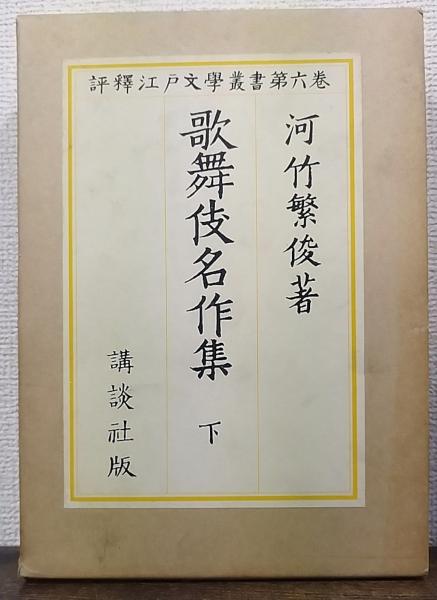 評釋江戸文學叢書第六卷
河竹繁俊著
歌舞伎名作集 下
講談社版